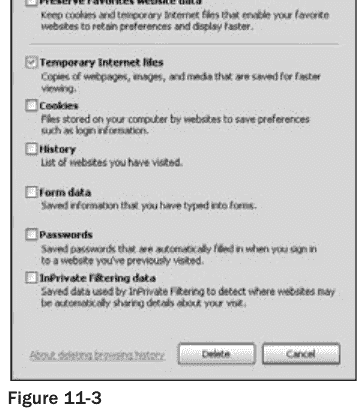 Preserve Favorites website data
Keep cookies and temporary Internet files that enable your favorite
websites to retain preferences and display faster.
Temporary Internet files
Copies of webpages, images, and media that are saved for faster
viewing.
Cookies
Files stored on your computer by websites to save preferences
such as login information.
History
List of websites you have visited.
Form data
Saved information that you have typed into forms.
Passwords
Saved passwords that are automatically filled in when you sign in
to a website you've previously visited.
InPrivate Filtering data
Saved data used by InPrivate Filtering to detect where websites may
be automatically sharing details about your visit.
About deleting browsing history Delete Cancel
Figure 11-3